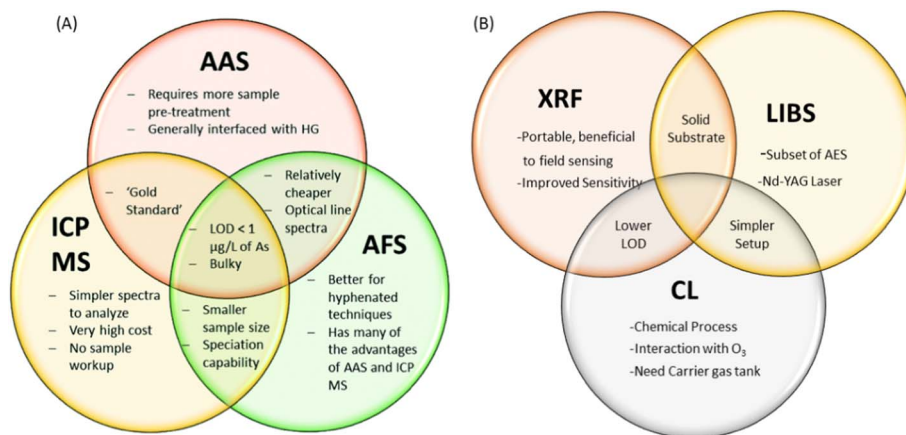 (A)
AAS
– Requires more sample
pre-treatment
– Generally interfaced with HG
– 'Gold
Standard'
– Relatively
cheaper
– Optical line
spectra
– LOD < 1
µg/L of As
– Bulky
ICP
MS
– Simpler spectra
to analyze
– Very high cost
– No sample
workup
– Smaller
sample size
– Speciation
capability
AFS
– Better for
hyphenated
techniques
– Has many of
the advantages
of AAS and ICP
MS
(B)
XRF
-Portable, beneficial
to field sensing
-Improved Sensitivity
Solid
Substrate
LIBS
-Subset of AES
-Nd-YAG Laser
Lower
LOD
Simpler
Setup
CL
-Chemical Process
-Interaction with O₃
-Need Carrier gas tank